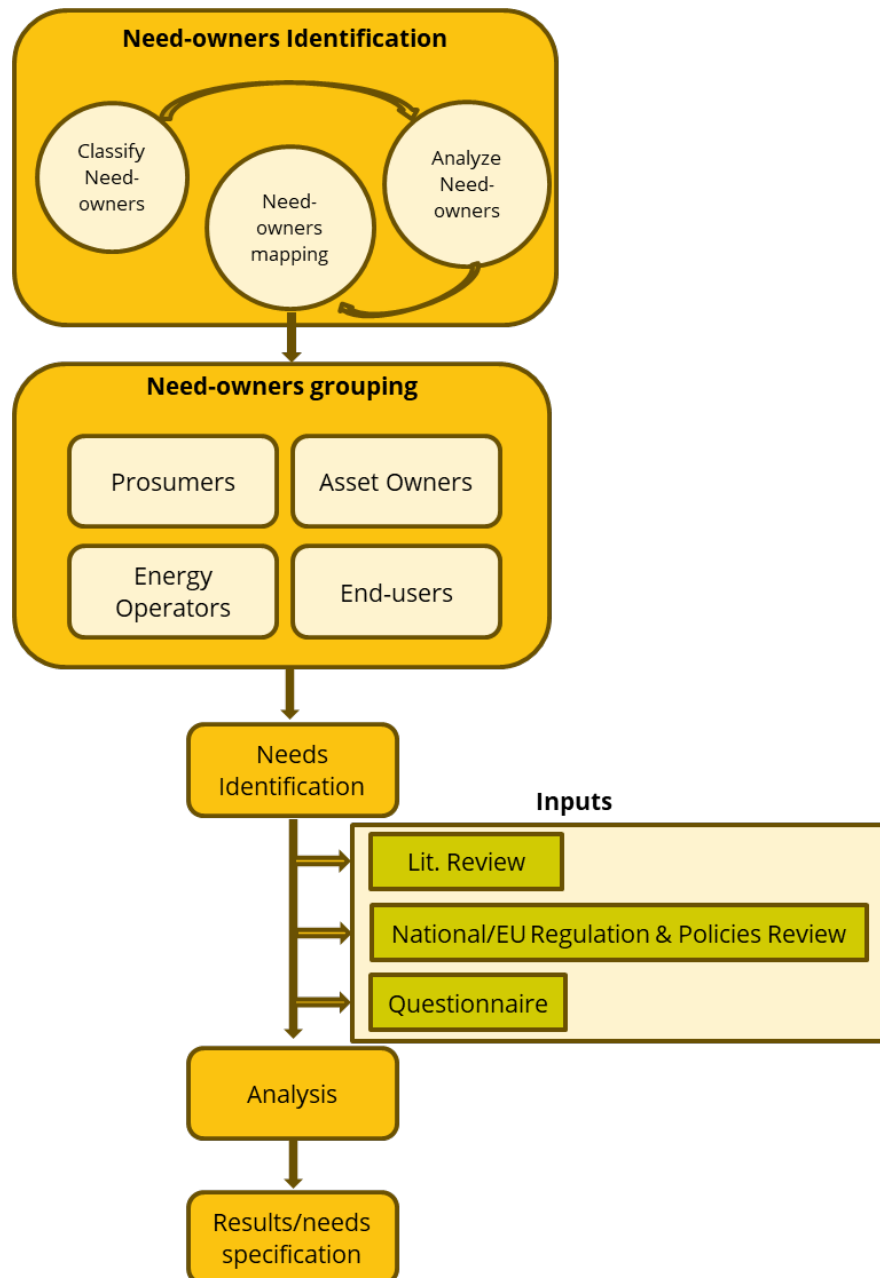 Need-owners Identification
Classify
Need-
owners
Need-
owners
mapping
Analyze
Need-
owners
Need-owners grouping
Prosumers
Asset Owners
Energy
Operators
End-users
Needs
Identification
Inputs
Lit. Review
National/EU Regulation & Policies Review
Questionnaire
Analysis
Results/needs
specification